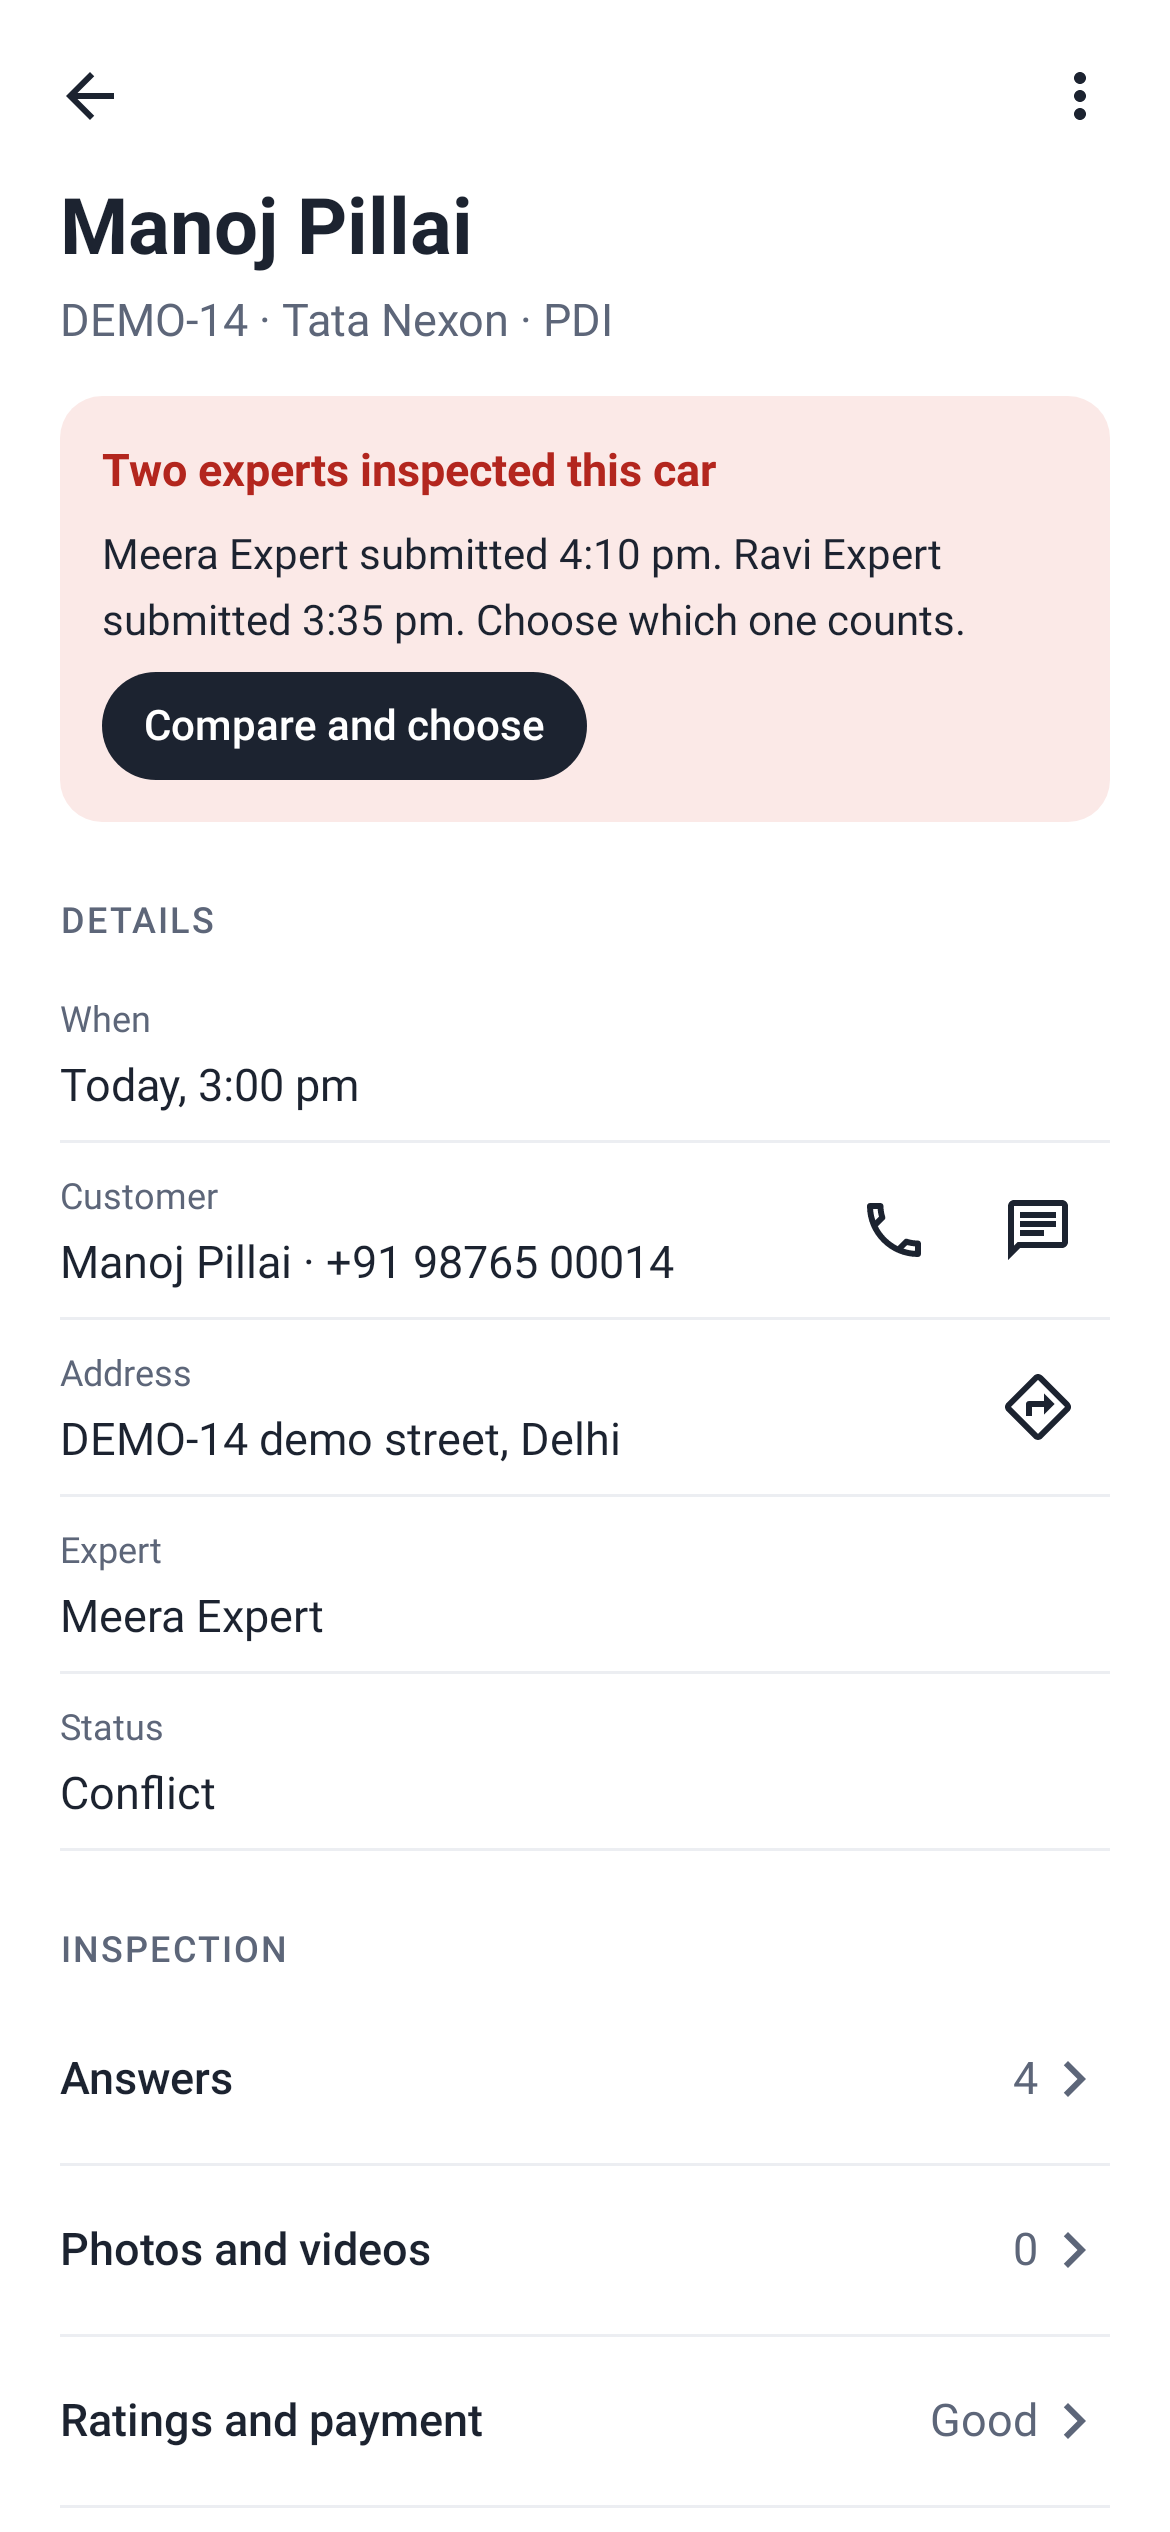 Manoj Pillai
DEMO-14 · Tata Nexon · PDI
Two experts inspected this car
Meera Expert submitted 4:10 pm. Ravi Expert
submitted 3:35 pm. Choose which one counts.
Compare and choose
DETAILS
When
Today, 3:00 pm
Customer
Manoj Pillai · +91 98765 00014
Address
DEMO-14 demo street, Delhi
Expert
Meera Expert
Status
Conflict
INSPECTION
Answers 4
Photos and videos 0
Ratings and payment Good